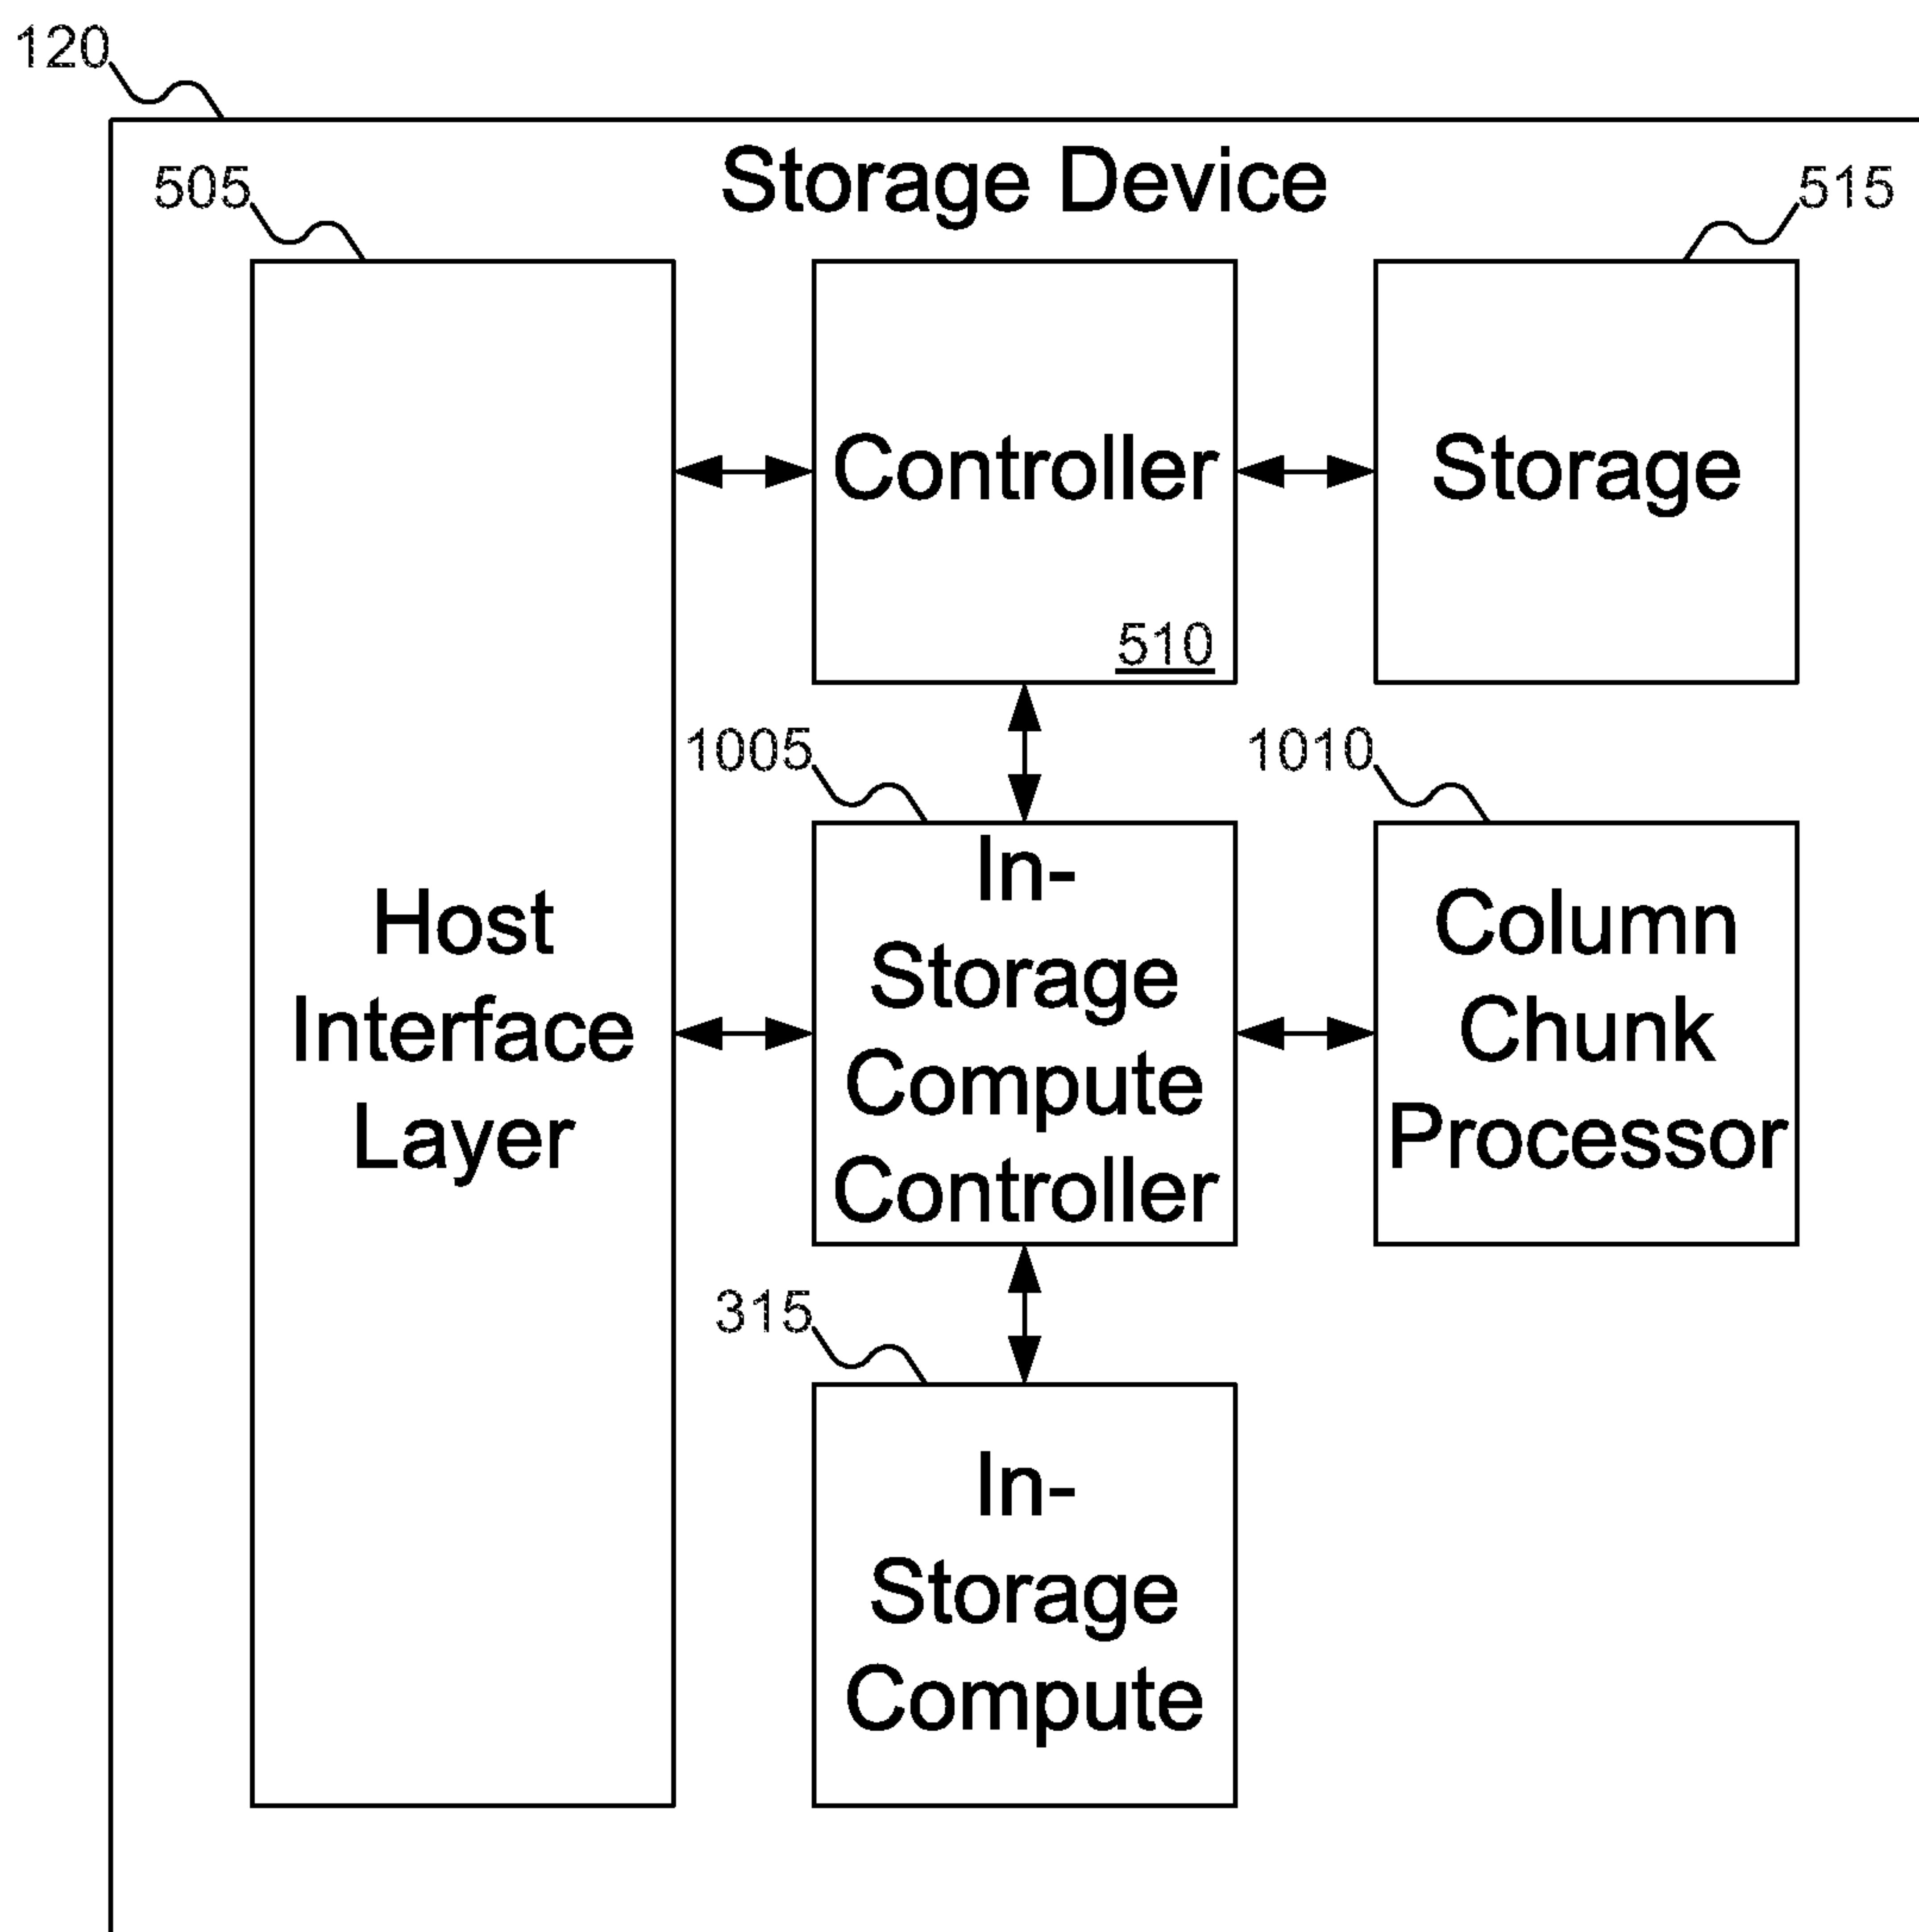 120
Storage Device
505
515
Controller
Storage
510
1005
1010
In-
Storage
Compute
Controller
Column
Chunk
Processor
Host
Interface
Layer
315
In-
Storage
Compute